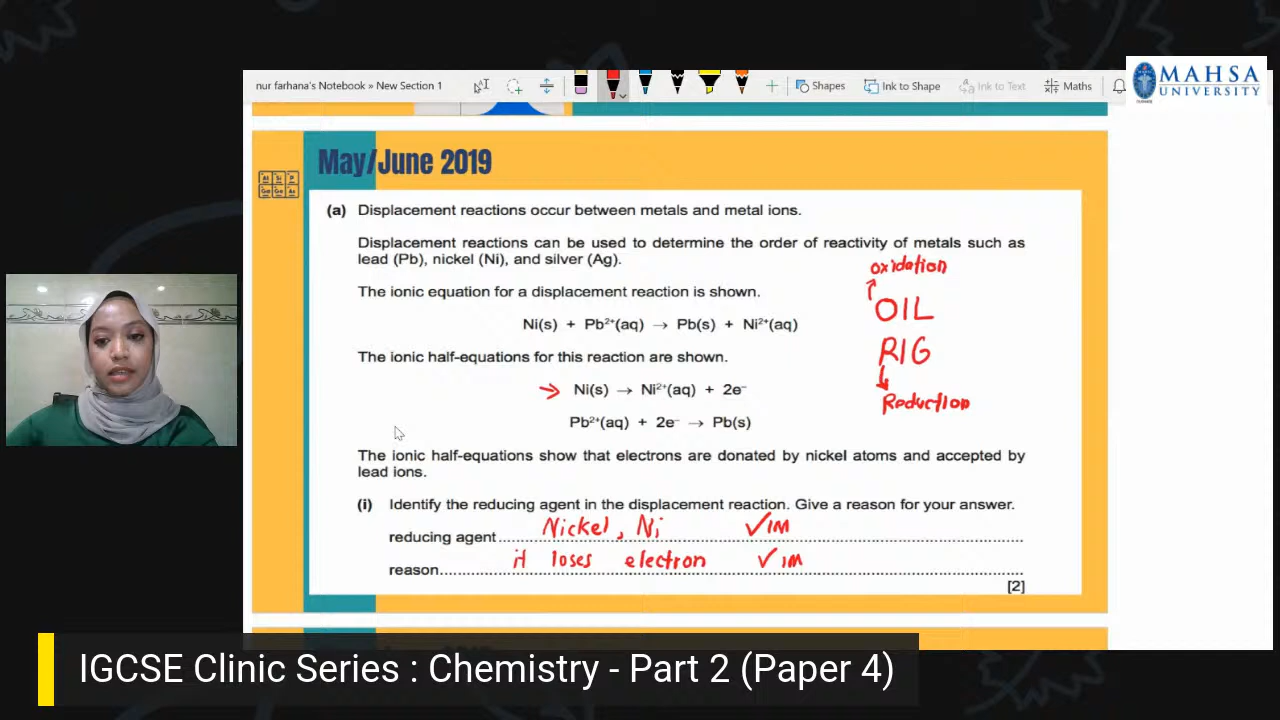 nur farhana's Notebook » New Section 1
Shapes
Ink to Shape
Ink to Text
Maths
MAHSA
UNIVERSITY
May/June 2019
(a) Displacement reactions occur between metals and metal ions.
Displacement reactions can be used to determine the order of reactivity of metals such as
lead (Pb), nickel (Ni), and silver (Ag).
oxidation
The ionic equation for a displacement reaction is shown.
OIL
Ni(s) + Pb²⁺(aq) → Pb(s) + Ni²⁺(aq)
RIG
The ionic half-equations for this reaction are shown.
→ Ni(s) → Ni²⁺(aq) + 2e⁻
Reduction
Pb²⁺(aq) + 2e⁻ → Pb(s)
The ionic half-equations show that electrons are donated by nickel atoms and accepted by
lead ions.
(i) Identify the reducing agent in the displacement reaction. Give a reason for your answer.
reducing agent Nickel, Ni ✓1M
reason it loses electron ✓1M
[2]
IGCSE Clinic Series : Chemistry - Part 2 (Paper 4)